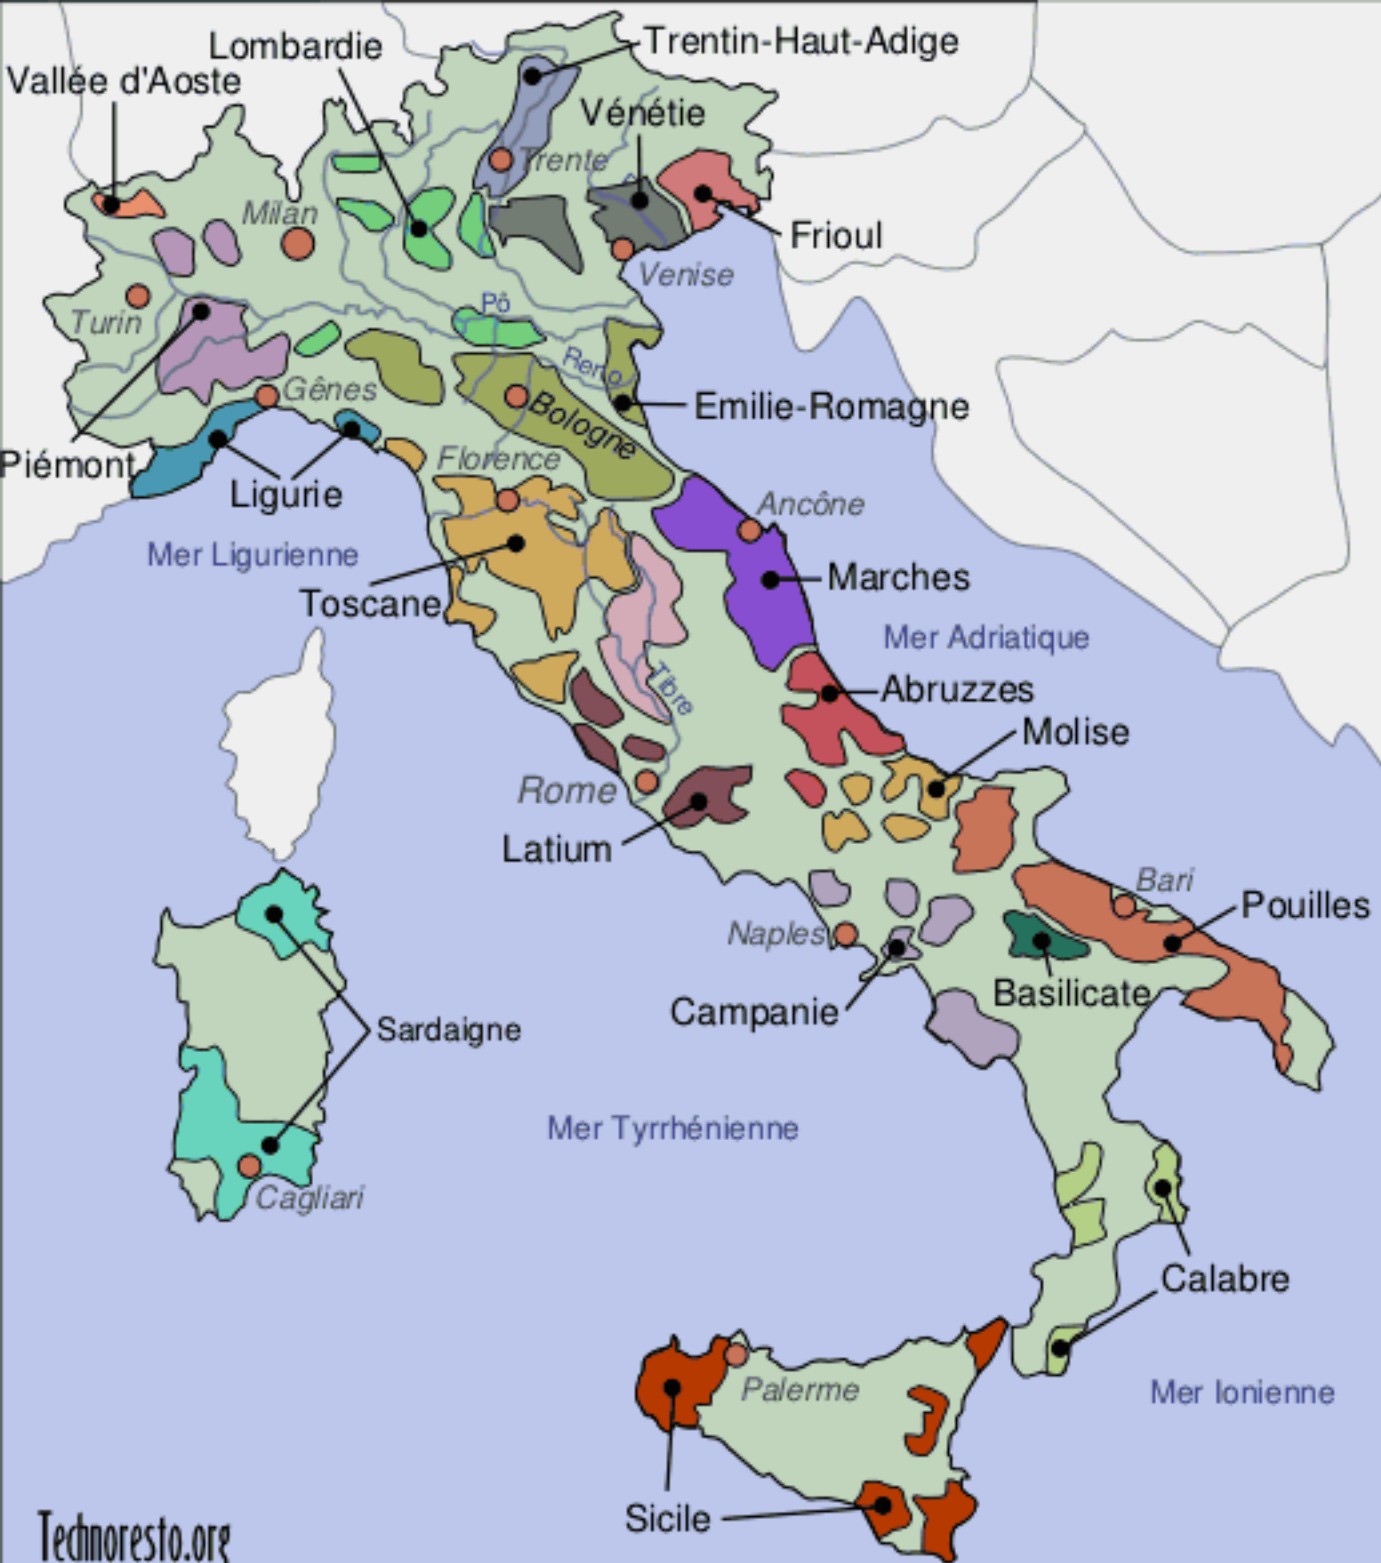 Trentin-Haut-Adige
Lombardie
Vallée d'Aoste
Vénétie
Trente
Milan
Frioul
Venise
Pô
Turin
Reno
Gênes
Emilie-Romagne
Bologne
Piémont
Florence
Ligurie
Ancône
Mer Ligurienne
Marches
Toscane
Mer Adriatique
Tibre
Abruzzes
Molise
Rome
Latium
Bari
Pouilles
Naples
Basilicate
Campanie
Sardaigne
Mer Tyrrhénienne
Cagliari
Calabre
Palerme
Mer Ionienne
Sicile
Technoresto.org